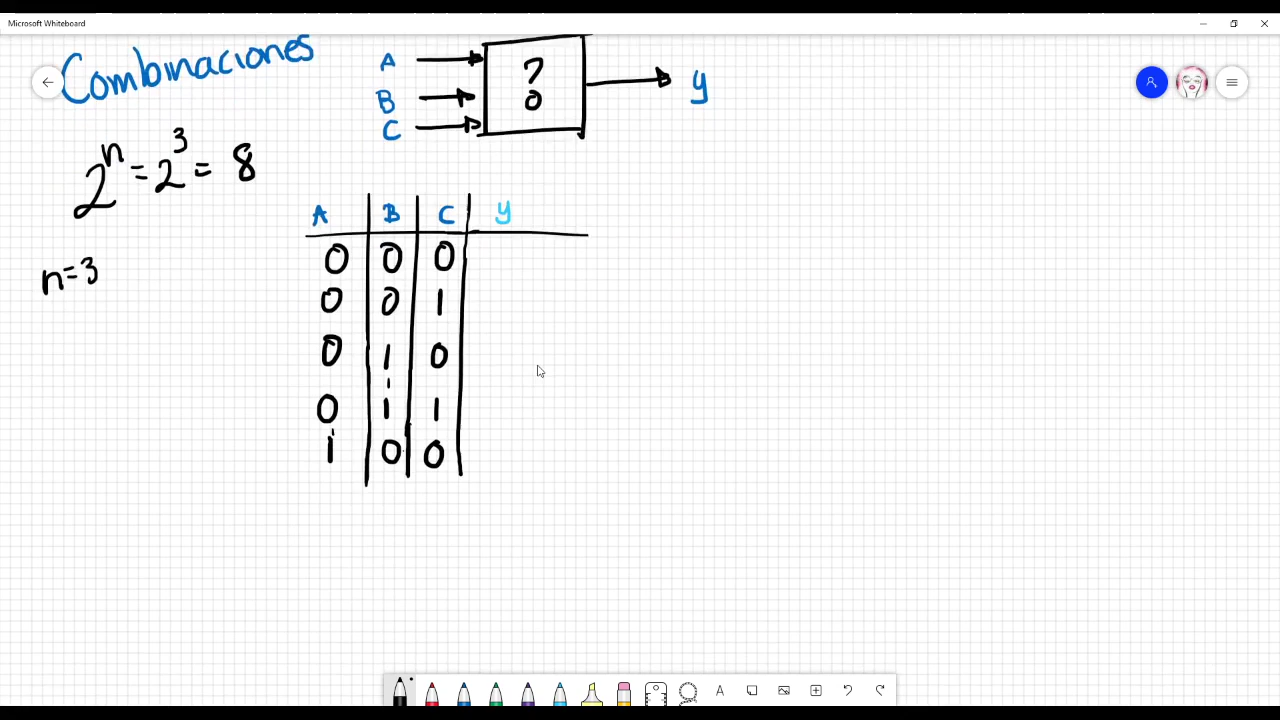 Microsoft Whiteboard
Combinaciones
A
B
C
?
y
2^n = 2^3 = 8
n=3
A B C y
0 0 0
0 0 1
0 1 0
0 1 1
1 0 0
A